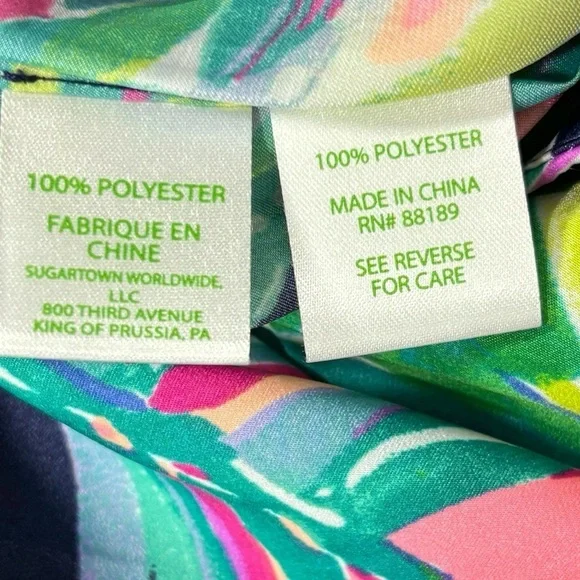 100% POLYESTER
FABRIQUE EN
CHINE
SUGARTOWN WORLDWIDE,
LLC
800 THIRD AVENUE
KING OF PRUSSIA, PA
100% POLYESTER
MADE IN CHINA
RN# 88189
SEE REVERSE
FOR CARE